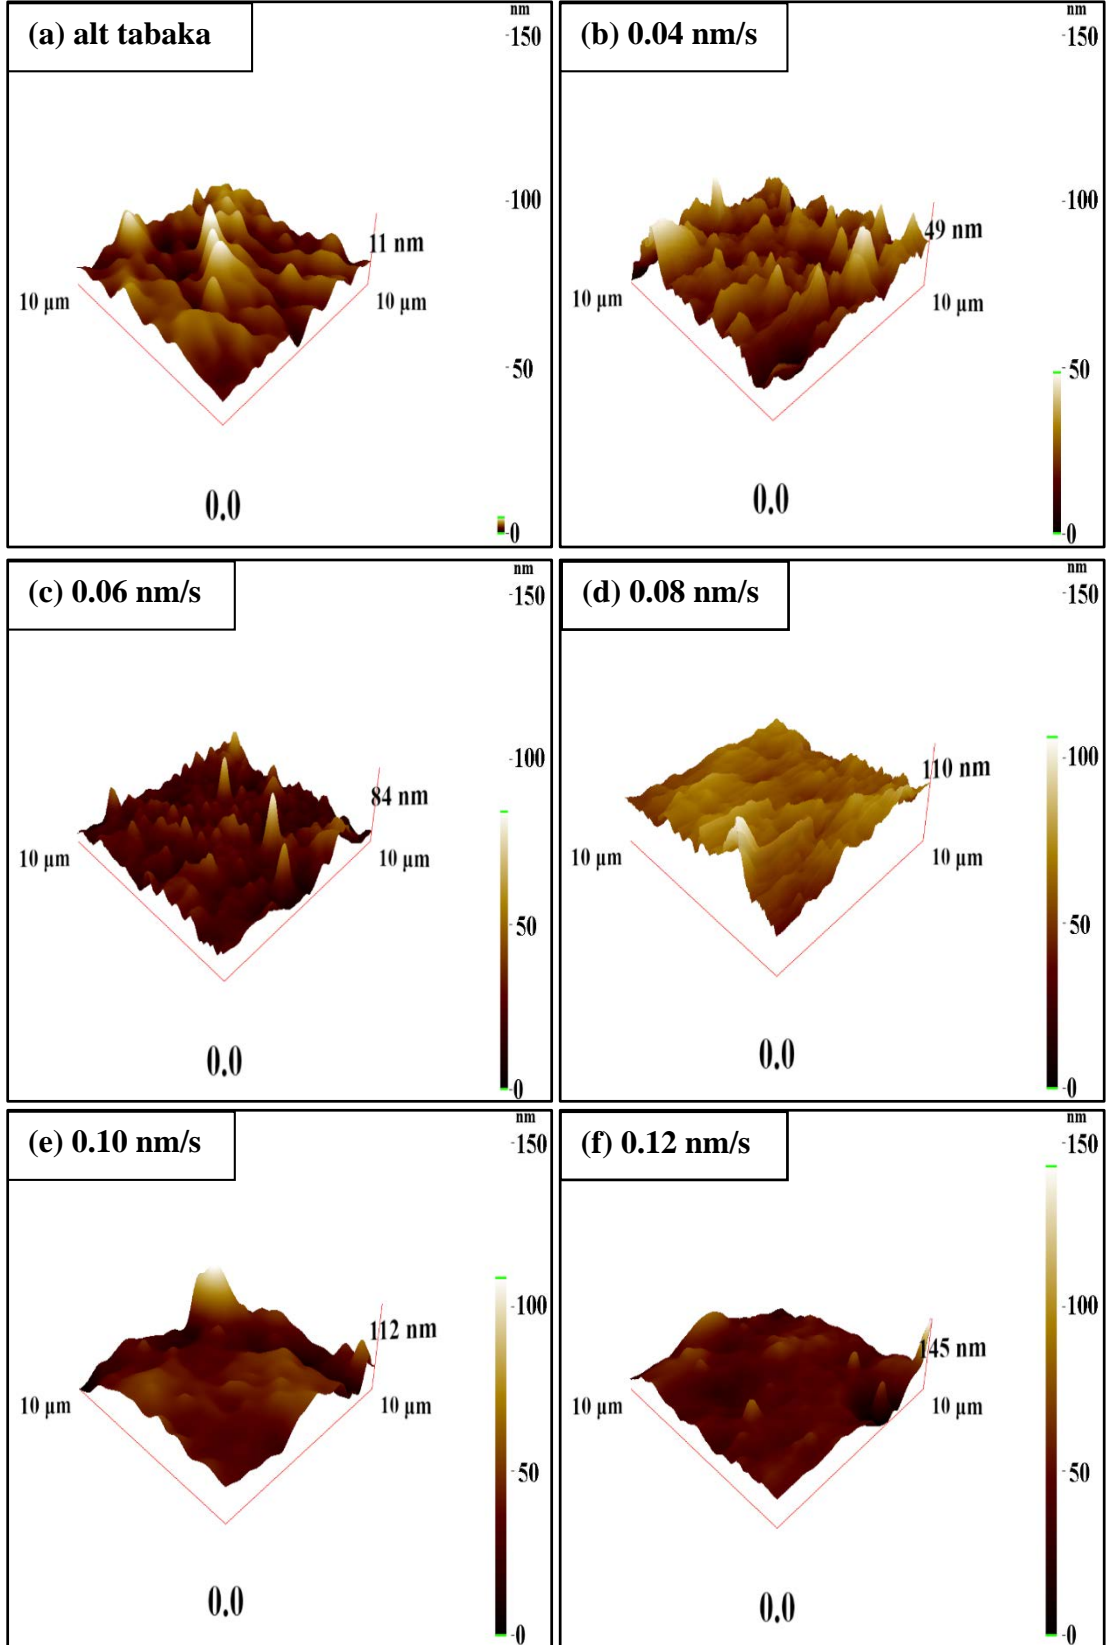 (a) alt tabaka
nm
150
100
50
0
11 nm
10 µm
10 µm
0.0
(b) 0.04 nm/s
nm
150
100
50
0
49 nm
10 µm
10 µm
0.0
(c) 0.06 nm/s
nm
150
100
50
0
84 nm
10 µm
10 µm
0.0
(d) 0.08 nm/s
nm
150
100
50
0
110 nm
10 µm
10 µm
0.0
(e) 0.10 nm/s
nm
150
100
50
0
112 nm
10 µm
10 µm
0.0
(f) 0.12 nm/s
nm
150
100
50
0
145 nm
10 µm
10 µm
0.0